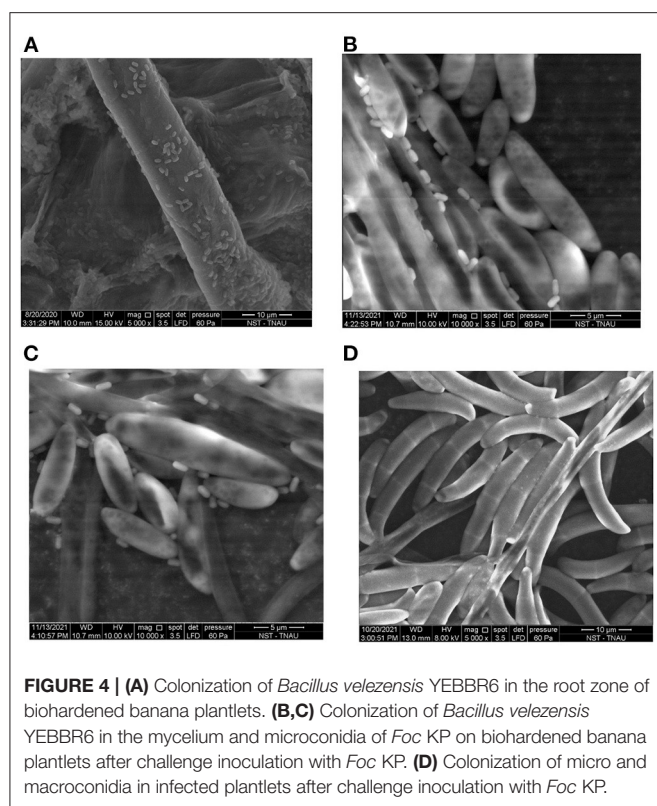 A
8/20/2020 WD HV mag □ spot det pressure 10 µm
3:31:29 PM 10.0 mm 15.00 kV 5 000 x 3.5 LFD 60 Pa NST - TNAU
B
11/13/2021 WD HV mag □ spot det pressure 5 µm
4:22:53 PM 10.7 mm 10.00 kV 10 000 x 3.5 LFD 60 Pa NST - TNAU
C
11/13/2021 WD HV mag □ spot det pressure 5 µm
4:10:57 PM 10.7 mm 10.00 kV 10 000 x 3.5 LFD 60 Pa NST - TNAU
D
10/20/2021 WD HV mag □ spot det pressure 10 µm
3:00:51 PM 13.0 mm 8.00 kV 5 000 x 3.5 LFD 60 Pa NST - TNAU
FIGURE 4 | (A) Colonization of Bacillus velezensis YEBBR6 in the root zone of
biohardened banana plantlets. (B,C) Colonization of Bacillus velezensis
YEBBR6 in the mycelium and microconidia of Foc KP on biohardened banana
plantlets after challenge inoculation with Foc KP. (D) Colonization of micro and
macroconidia in infected plantlets after challenge inoculation with Foc KP.